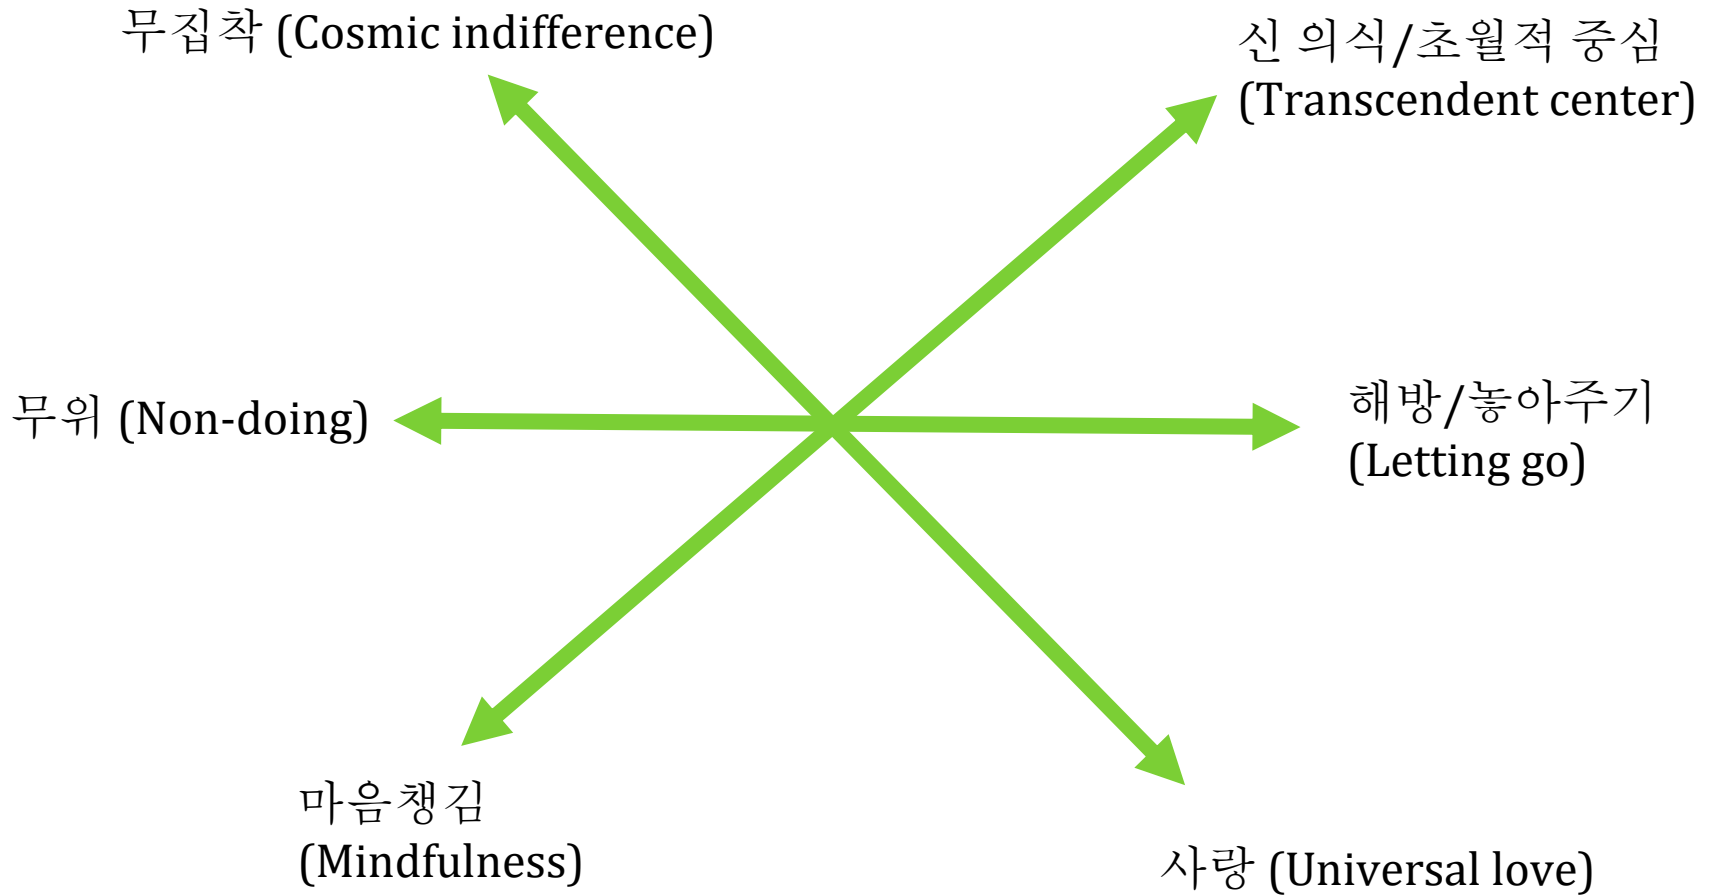 무집착 (Cosmic indifference)
신 의식/초월적 중심
(Transcendent center)
무위 (Non-doing)
해방/놓아주기
(Letting go)
마음챙김
(Mindfulness)
사랑 (Universal love)